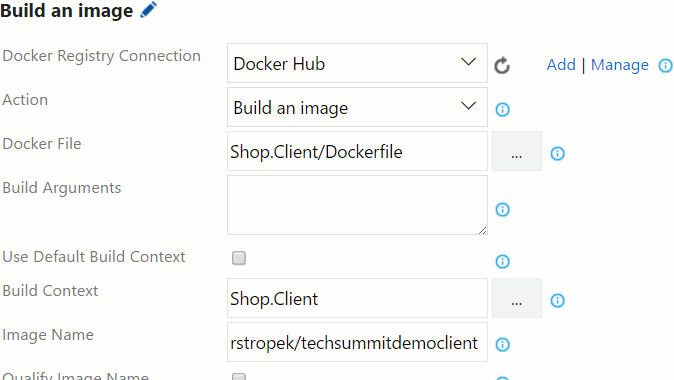 Build an image
Docker Registry Connection Docker Hub Add | Manage
Action Build an image
Docker File Shop.Client/Dockerfile ...
Build Arguments
Use Default Build Context
Build Context Shop.Client ...
Image Name rstropek/techsummitdemoclient
Qualify Image Name